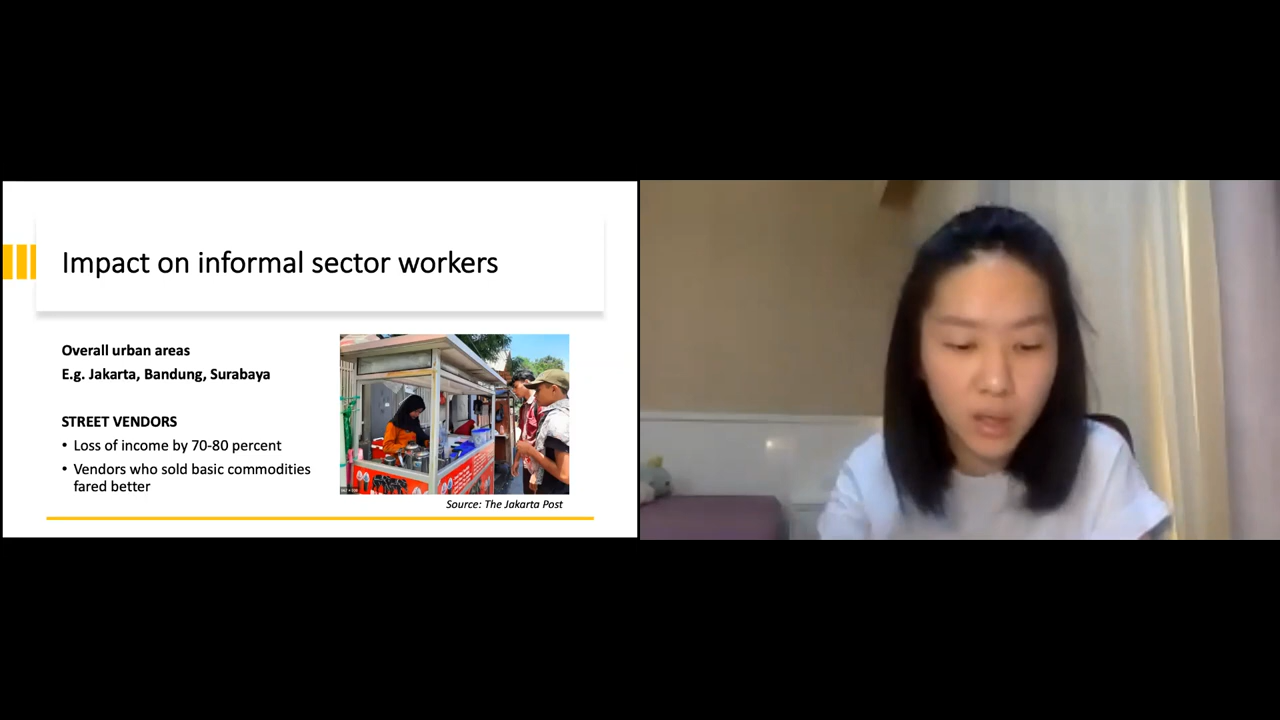 Impact on informal sector workers
Overall urban areas
E.g. Jakarta, Bandung, Surabaya
STREET VENDORS
• Loss of income by 70-80 percent
• Vendors who sold basic commodities
fared better
Source: The Jakarta Post